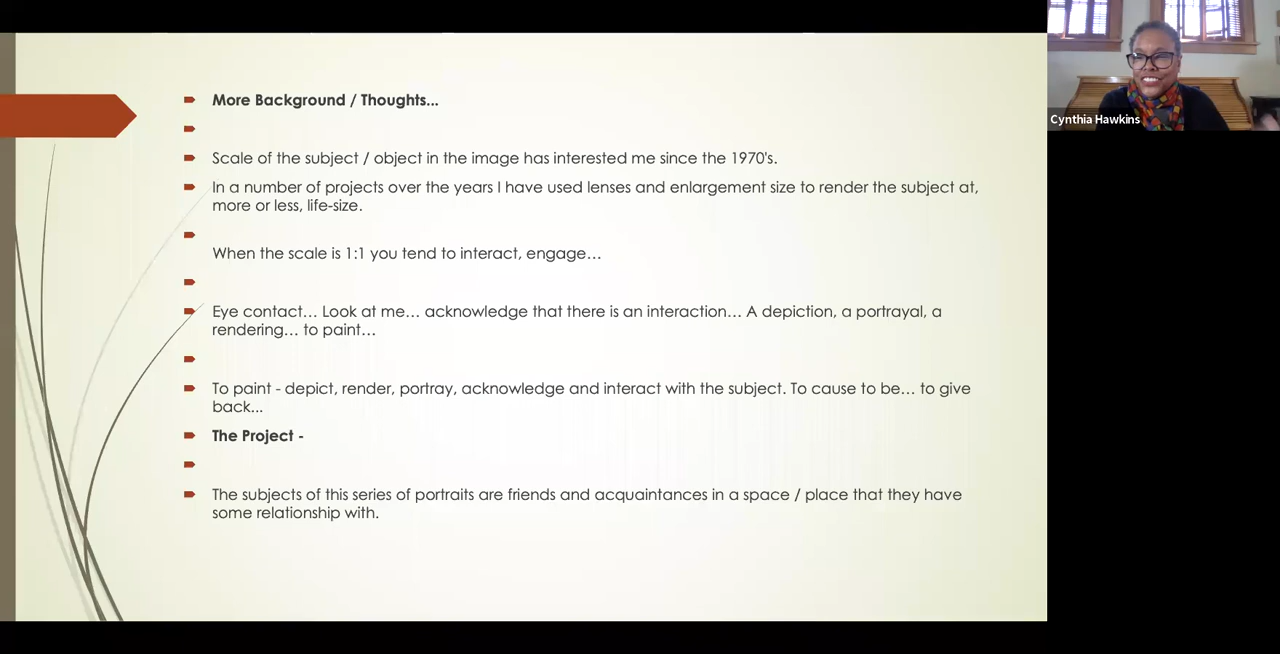 More Background / Thoughts...
Scale of the subject / object in the image has interested me since the 1970's.
In a number of projects over the years I have used lenses and enlargement size to render the subject at,
more or less, life-size.
When the scale is 1:1 you tend to interact, engage…
Eye contact… Look at me… acknowledge that there is an interaction… A depiction, a portrayal, a
rendering… to paint…
To paint - depict, render, portray, acknowledge and interact with the subject. To cause to be… to give
back...
The Project -
The subjects of this series of portraits are friends and acquaintances in a space / place that they have
some relationship with.
Cynthia Hawkins